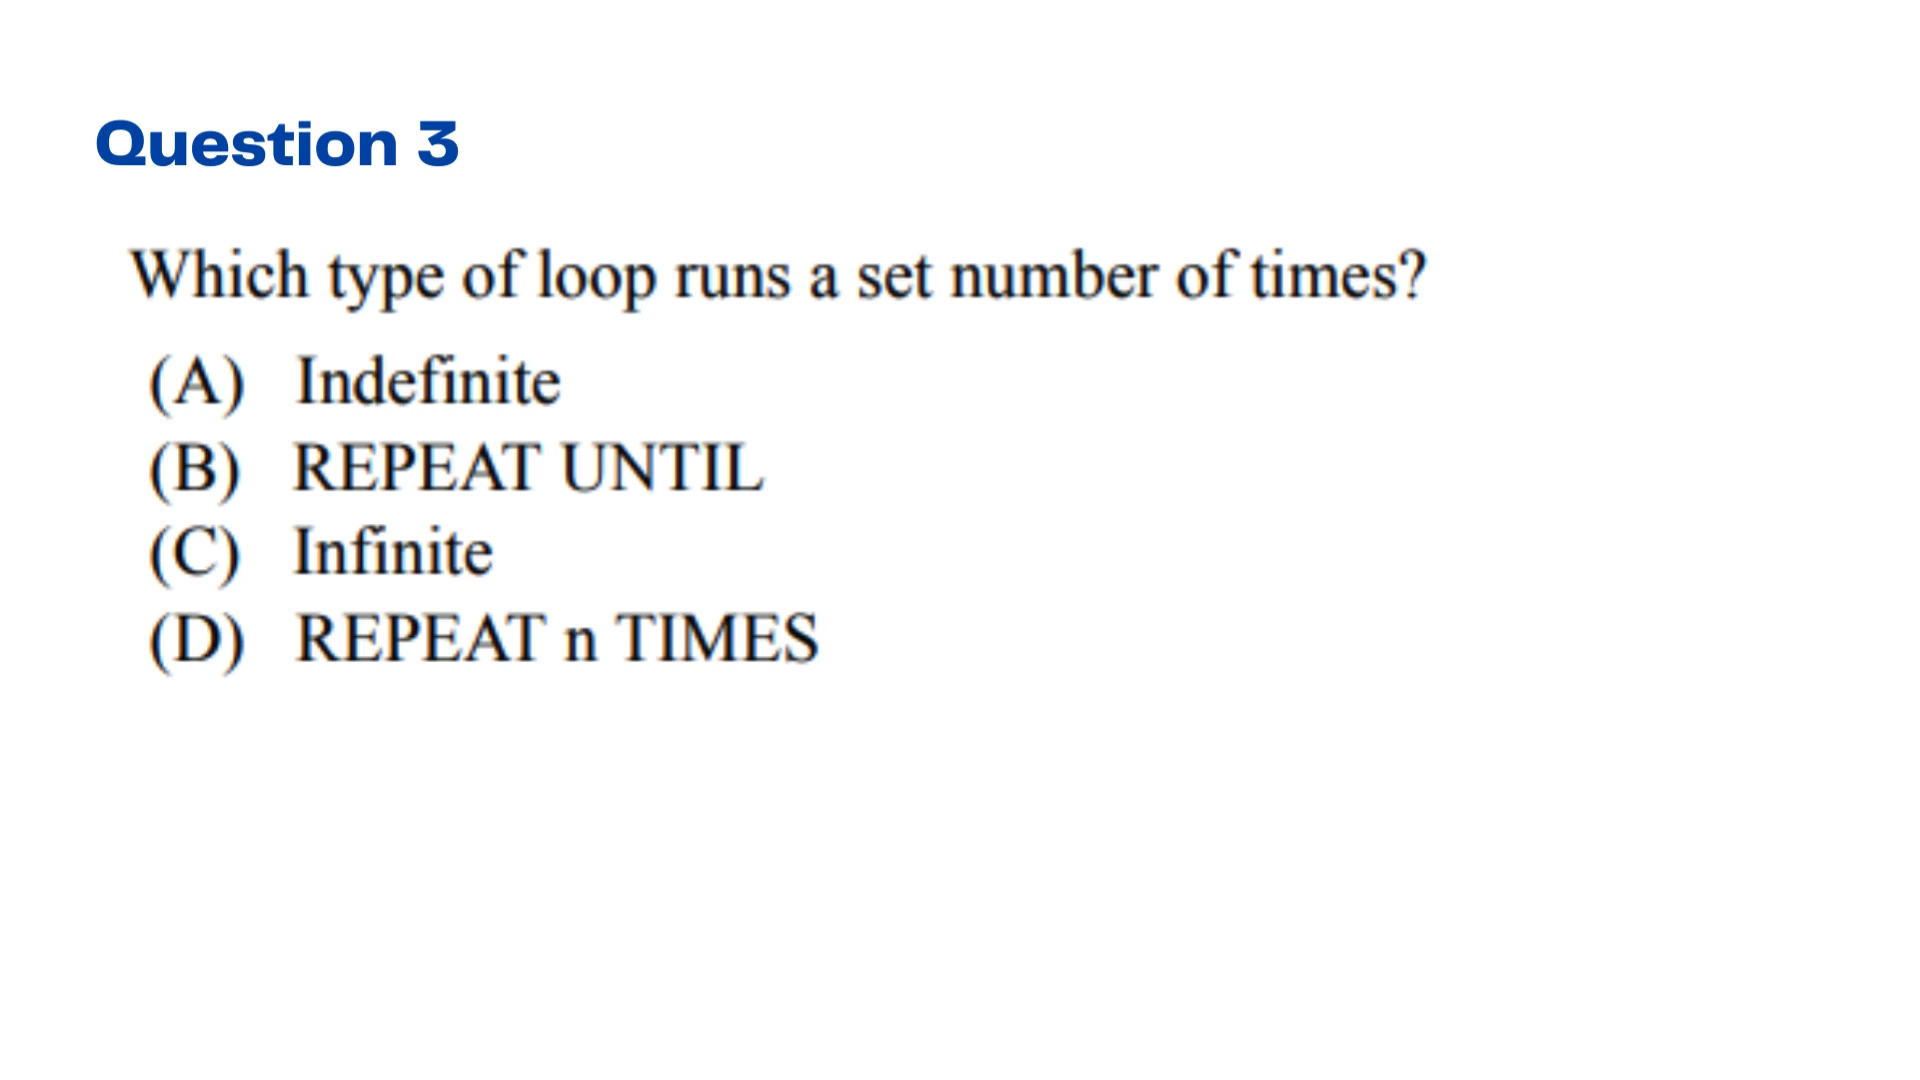 Question 3
Which type of loop runs a set number of times?
(A) Indefinite
(B) REPEAT UNTIL
(C) Infinite
(D) REPEAT n TIMES